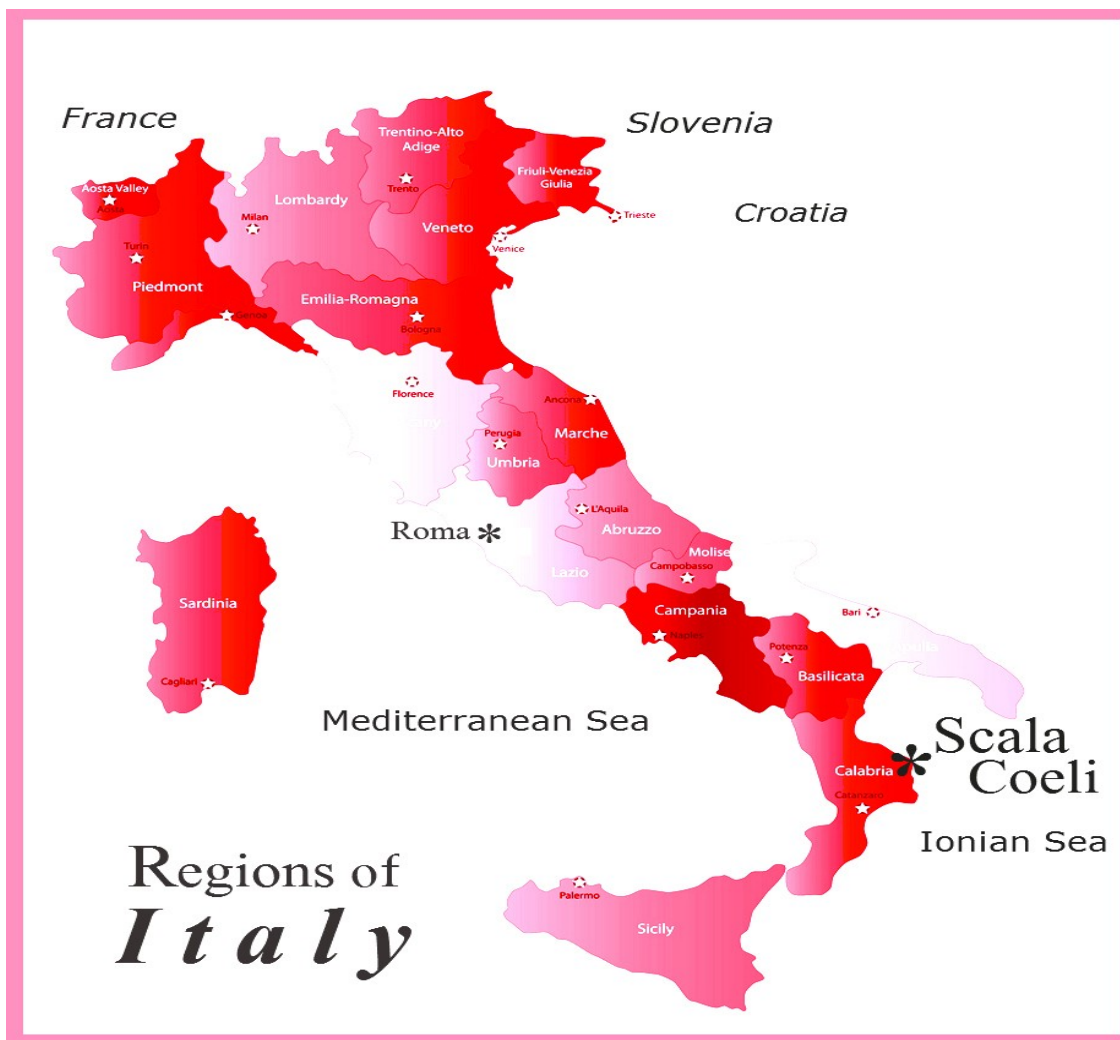 France
Slovenia
Croatia
Trentino-Alto
Adige
Trento
Friuli-Venezia
Giulia
Trieste
Aosta Valley
Lombardy
Milan
Veneto
Venice
Turin
Piedmont
Emilia-Romagna
Bologna
Genoa
Florence
Ancona
Marche
Perugia
Umbria
L'Aquila
Abruzzo
Roma *
Lazio
Molise
Campobasso
Sardinia
Cagliari
Campania
Naples
Bari
Potenza
Basilicata
Mediterranean Sea
Scala
Coeli
*
Calabria
Catanzaro
Ionian Sea
Regions of
Italy
Palermo
Sicily